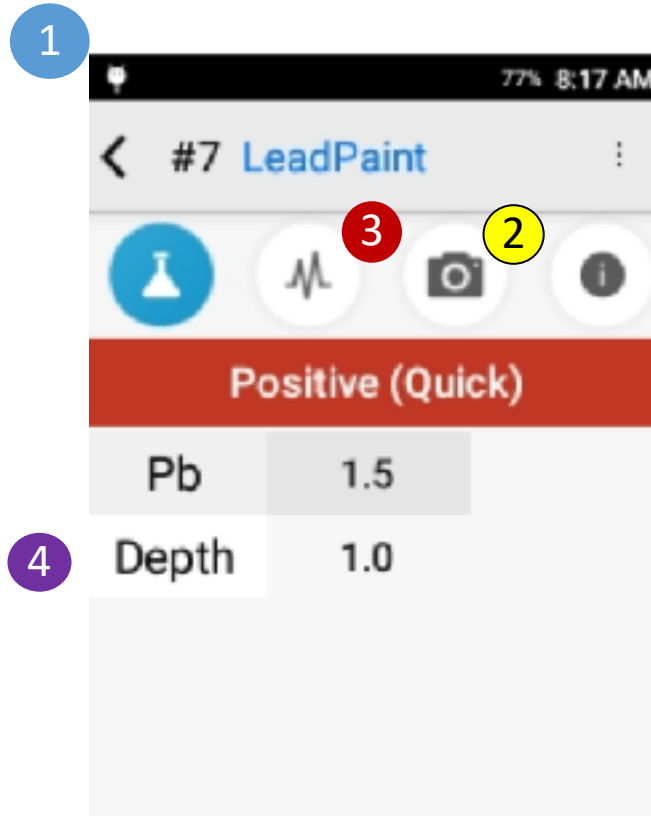 1
77% 8:17 AM
#7 LeadPaint
3
2
Positive (Quick)
Pb 1.5
4 Depth 1.0